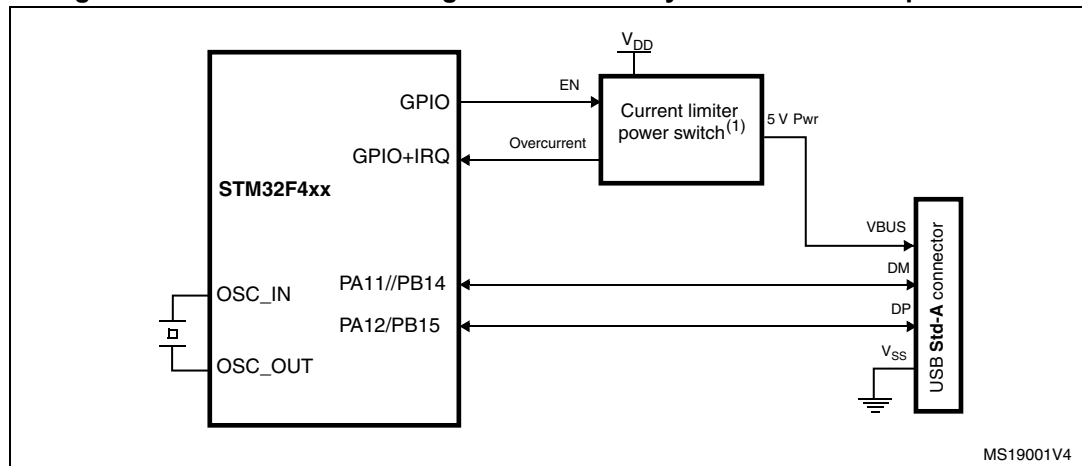 V_DD
EN
GPIO
Current limiter
power switch(1)
5 V Pwr
Overcurrent
GPIO+IRQ
STM32F4xx
VBUS
DM
PA11//PB14
OSC_IN
DP
PA12/PB15
V_SS
OSC_OUT
USB Std-A connector
MS19001V4